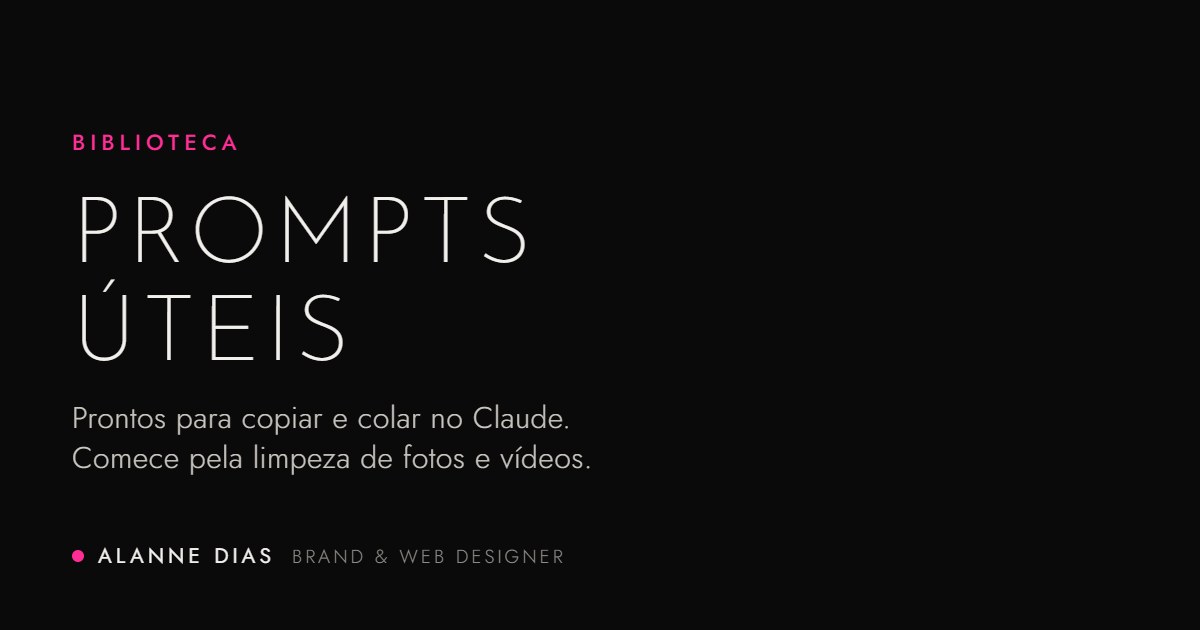 BIBLIOTECA
PROMPTS
ÚTEIS
Prontos para copiar e colar no Claude.
Comece pela limpeza de fotos e vídeos.
ALANNE DIAS BRAND & WEB DESIGNER